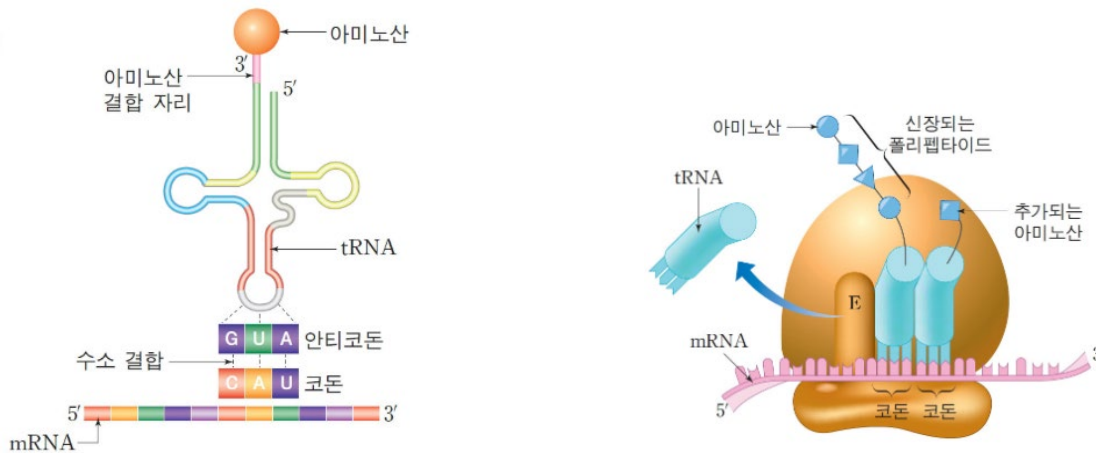 아미노산
3′
5′
아미노산
결합 자리
tRNA
G U A 안티코돈
수소 결합
C A U 코돈
5′ 3′
mRNA
아미노산
신장되는
폴리펩타이드
tRNA
추가되는
아미노산
E
mRNA
3′
5′
코돈 코돈